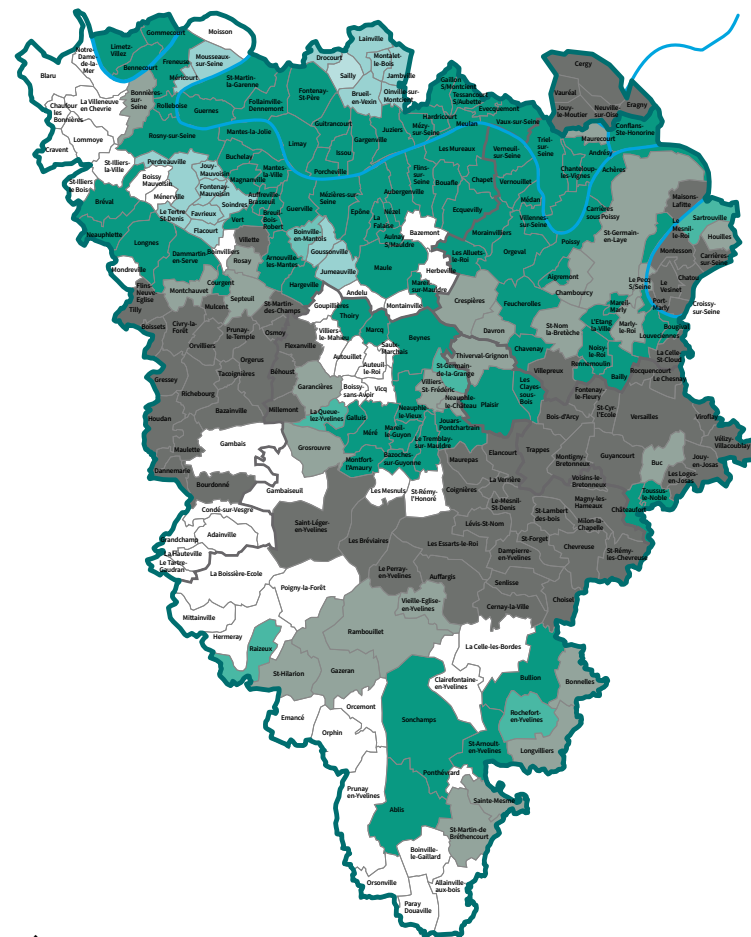 Lainville
Moisson
Gommecourt
Limetz-
Villez
Notre-
Dame
de-la-
Mer
Bennecourt
Freneuse
Mousseaux-
sur-Seine
Méricourt
Drocourt
Montalet-
le-Bois
Sailly
Jambville
Brueil-
en-Vexin
Oinville-sur-
Montcient
Blaru
La Villeneuve
en Chevrie
Chaufour
les
Bonnières
Bonnières-
sur-
Seine
Rolleboise
Lommoye
Cravent
St-Martin-
la-Garenne
Guernes
Follainville-
Dennemont
Fontenay-
St-Père
Guitrancourt
Gaillon
S/Montcient
Tessancourt
S/Aubette
Evecquemont
Hardricourt
Mézy-
sur-Seine
Meulan
Vaux-sur-Seine
Cergy
Vauréal
Jouy-
le-Moutier
Neuville-
sur-Oise
Eragny
Conflans-
Ste-Honorine
Maurecourt
Andrésy
Triel-
sur-
Seine
Chanteloup-
les-Vignes
Achères
Rosny-sur-Seine
Mantes-la-Jolie
Limay
Issou
Gargenville
Juziers
Porcheville
Buchelay
Mantes-
la-Ville
Magnanville
Auffreville-
Brasseuil
Soindres
Vert
Breuil-
Bois-
Robert
Guerville
Mézières-sur-
Seine
Epône
La
Falaise
Nézel
Aulnay
S/Mauldre
Aubergenville
Flins-
sur-
Seine
Les Mureaux
Bouafle
Chapet
Ecquevilly
Verneuil-
sur-Seine
Vernouillet
Médan
Villennes-
sur-Seine
Morainvilliers
Orgeval
Poissy
Carrières
sous Poissy
St-Germain-
en-Laye
Maisons-
Laffitte
Le
Mesnil-
le-Roi
Sartrouville
Houilles
Montesson
Carrières-
sur-Seine
Chatou
Le
Vesinet
Le Pecq
S/Seine
Port-
Marly
Croissy-
sur-Seine
St-Illiers-
la-Ville
St-Illiers
le Bois
Perdreauville
Boissy
Mauvoisin
Jouy-
Mauvoisin
Fontenay-
Mauvoisin
Ménerville
Le Tertre
St-Denis
Favrieux
Flacourt
Bréval
Neauphlette
Longnes
Dammartin-
en-Serve
Mondreville
Boinvilliers
Villette
Rosay
Arnouville-
les-Mantes
Boinville-
en-Mantois
Goussonville
Jumeauville
Maule
Bazemont
Herbeville
Mareil-
sur-Mauldre
Montainville
Andelu
Les Alluets-
le-Roi
Crespières
Feucherolles
Aigremont
Chambourcy
Davron
St-Nom
la-Bretèche
Mareil-
Marly
L'Etang
la-Ville
Marly-
le-Roi
Louveciennes
Bougival
Flins-
Neuve-
Eglise
Tilly
Montchauvet
Courgent
Septeuil
Mulcent
Hargeville
St-Martin-
des-Champs
Goupillières
Thoiry
Marcq
Villiers-
le-Mahieu
Autouillet
Saulx-
Marchais
Auteuil-
le-Roi
Boissy-
sans-Avoir
Vicq
Beynes
Thiverval-Grignon
Chavenay
Noisy-
le-Roi
Rennemoulin
Bailly
La Celle-
St-Cloud
Rocquencourt
Le Chesnay
Boissets
Civry-la-
Forêt
Orvilliers
Prunay-
le-Temple
Osmoy
Flexanville
Orgerus
Tacoignières
Béhoust
Gressey
Richebourg
Bazainville
Houdan
Millemont
Garancières
La Queue-
lez-Yvelines
Galluis
Méré
Mareil-
le-Guyon
Neauphle-
le-Vieux
Villiers-
St- Frédéric
St-Germain-
de-la-Grange
Neauphle-
le-Château
Plaisir
Les
Clayes-
sous-
Bois
Villepreux
Fontenay-
le-Fleury
St-Cyr-
l'Ecole
Bois-d'Arcy
Versailles
Viroflay
Vélizy-
Villacoublay
Jouars-
Pontchartrain
Le Tremblay-
sur- Mauldre
Bazoches-
sur-Guyonne
Montfort-
l'Amaury
Grosrouvre
Maulette
Dannemarie
Gambais
Bourdonné
Gambaiseuil
Les Mesnuls
St-Rémy-
l'Honoré
Maurepas
Coignières
Elancourt
Trappes
La Verrière
Montigny-
Bretonneux
Guyancourt
Voisins-le-
Bretonneux
Buc
Jouy-
en-Josas
Les Loges-
en-Josas
Toussus-
le-Noble
Châteaufort
Magny-les-
Hameaux
Milon-la-
Chapelle
Le-Mesnil-
St-Denis
St-Lambert
des-bois
Lévis-St-Nom
St-Forget
Chevreuse
St-Rémy-
les-Chevreuse
Dampierre-
en-Yvelines
Senlisse
Choisel
Cernay-la-Ville
Condé-sur-Vesgre
Adainville
Grandchamp
La Hauteville
Le Tartre-
Gaudran
La Boissière-Ecole
Mittainville
Hermeray
Raizeux
Saint-Léger-
en-Yvelines
Les Bréviaires
Les Essarts-le-Roi
Le Perray-
en-Yvelines
Auffargis
Poigny-la-Forêt
Vieille-Eglise-
en-Yvelines
Rambouillet
Gazeran
St-Hilarion
La Celle-les-Bordes
Clairefontaine-
en-Yvelines
Bullion
Bonnelles
Rochefort-
en-Yvelines
Longvilliers
Emancé
Orcemont
Orphin
Sonchamps
St-Arnoult-
en-Yvelines
Ponthévrard
Prunay
en-Yvelines
Ablis
Sainte-Mesme
St-Martin-de
Bréthencourt
Boinville-
le-Gaillard
Orsonville
Allainville-
aux-bois
Paray
Douaville